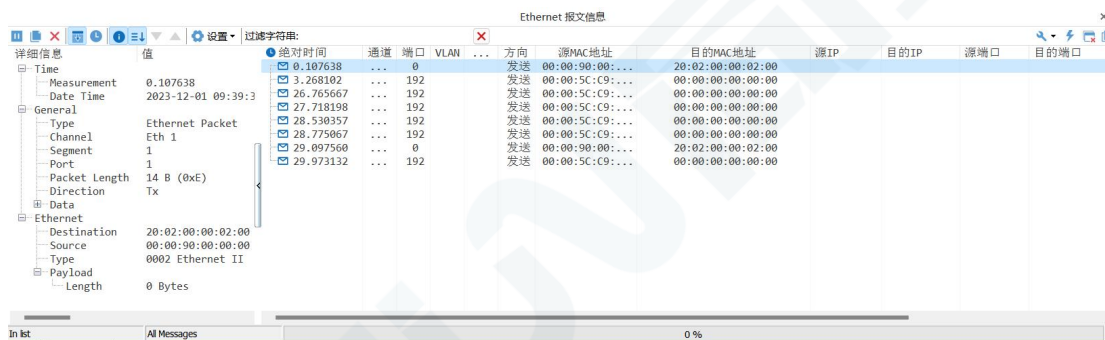 Ethernet 报文信息
设置 过滤字符串:
详细信息 值 绝对时间 通道 端口 VLAN ... 方向 源MAC地址 目的MAC地址 源IP 目的IP 源端口 目的端口
Time 0.107638 ... 0 发送 00:00:90:00:... 20:02:00:00:02:00
Measurement 0.107638 3.268102 ... 192 发送 00:00:5C:C9:... 00:00:00:00:00:00
Date Time 2023-12-01 09:39:3 26.765667 ... 192 发送 00:00:5C:C9:... 00:00:00:00:00:00
General 27.718198 ... 192 发送 00:00:5C:C9:... 00:00:00:00:00:00
Type Ethernet Packet 28.530357 ... 192 发送 00:00:5C:C9:... 00:00:00:00:00:00
Channel Eth 1 28.775067 ... 192 发送 00:00:5C:C9:... 00:00:00:00:00:00
Segment 1 29.097560 ... 0 发送 00:00:90:00:... 20:02:00:00:02:00
Port 1 29.973132 ... 192 发送 00:00:5C:C9:... 00:00:00:00:00:00
Packet Length 14 B (0xE)
Direction Tx
Data
Ethernet
Destination 20:02:00:00:02:00
Source 00:00:90:00:00:00
Type 0002 Ethernet II
Payload
Length 0 Bytes
In list All Messages 0 %